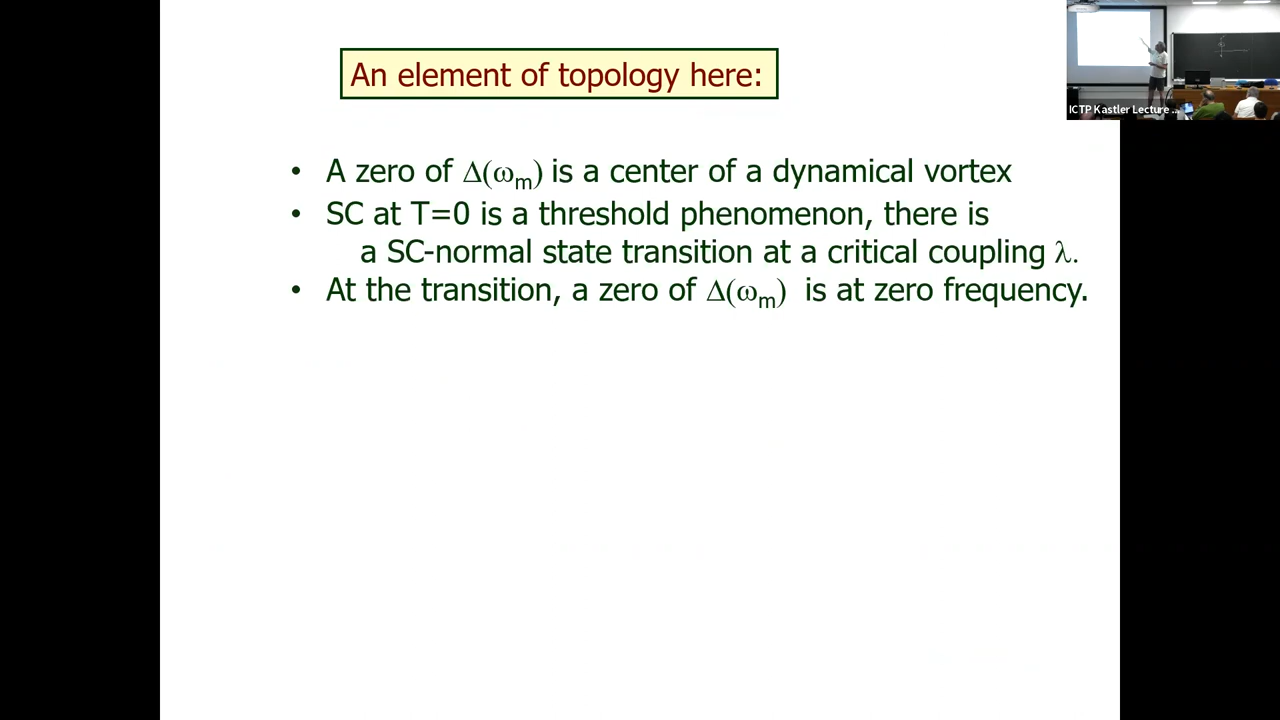 An element of topology here:
ICTP Kastler Lecture ...
• A zero of Δ(ωm) is a center of a dynamical vortex
• SC at T=0 is a threshold phenomenon, there is
a SC-normal state transition at a critical coupling λ.
• At the transition, a zero of Δ(ωm) is at zero frequency.